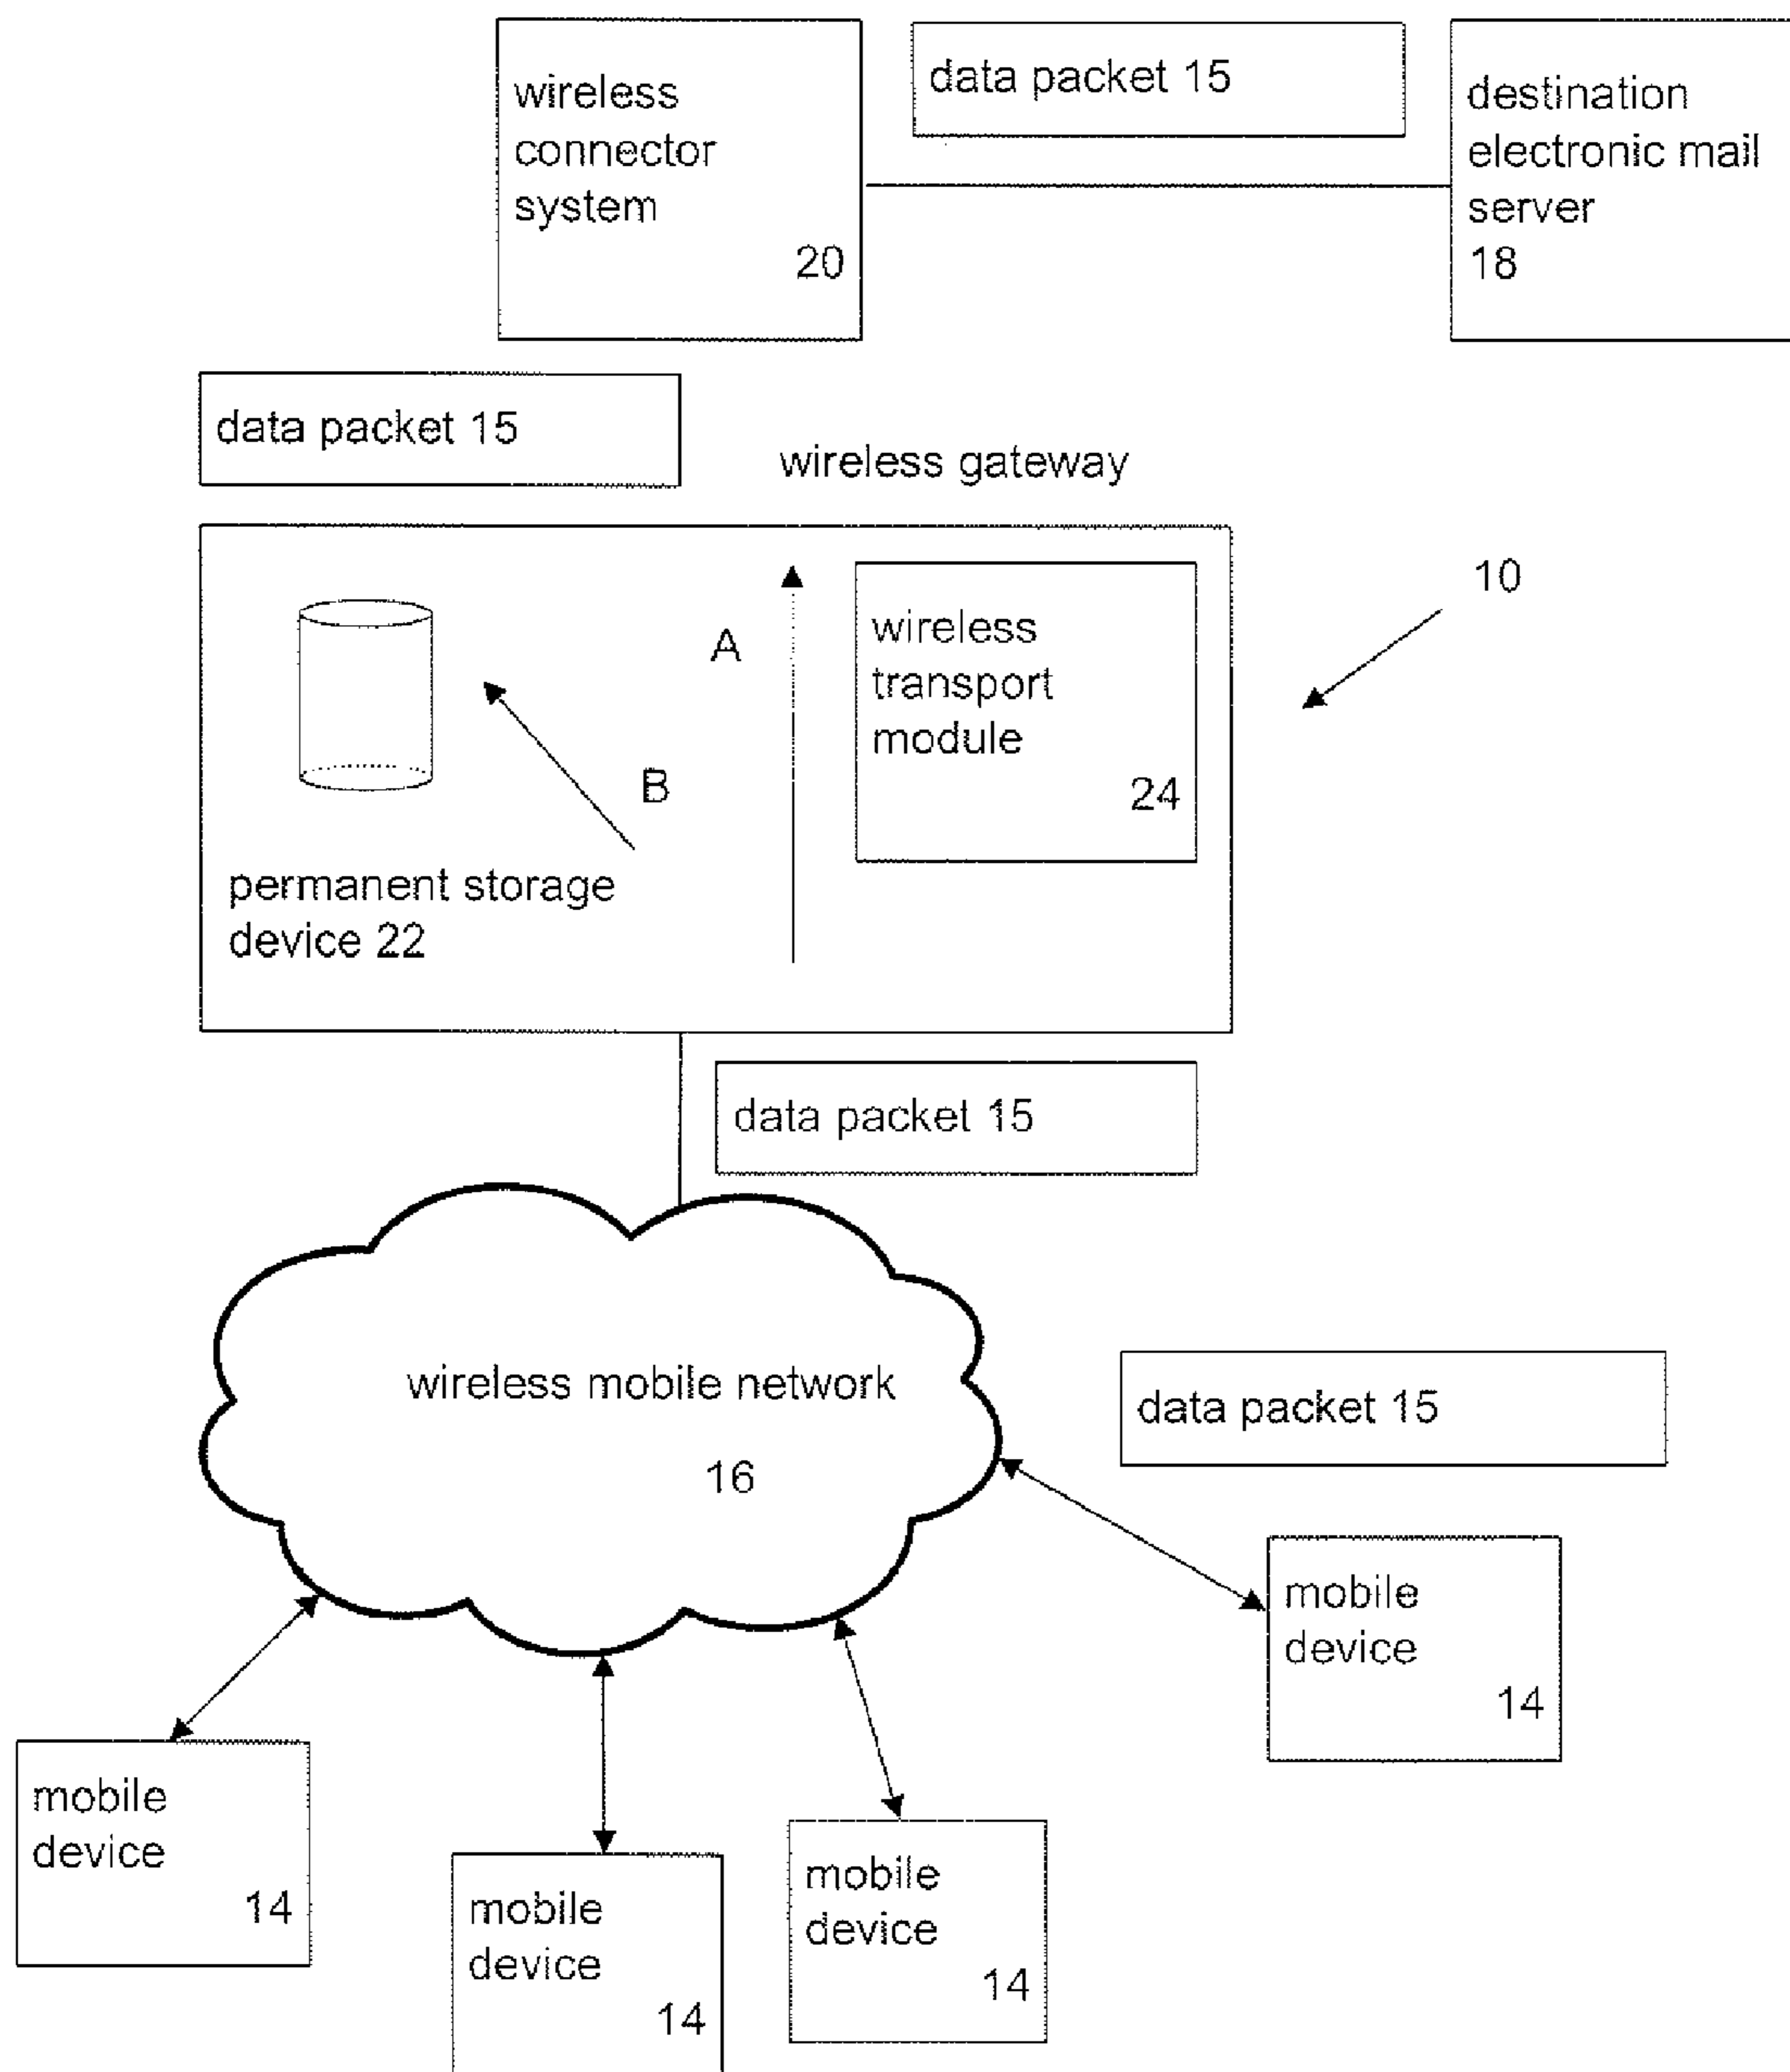 wireless
connector
system
20
data packet 15
destination
electronic mail
server
18
data packet 15
wireless gateway
10
A
wireless
transport
module
24
B
permanent storage
device 22
data packet 15
wireless mobile network
16
data packet 15
mobile
device
14
mobile
device
14
mobile
device
14
mobile
device
14